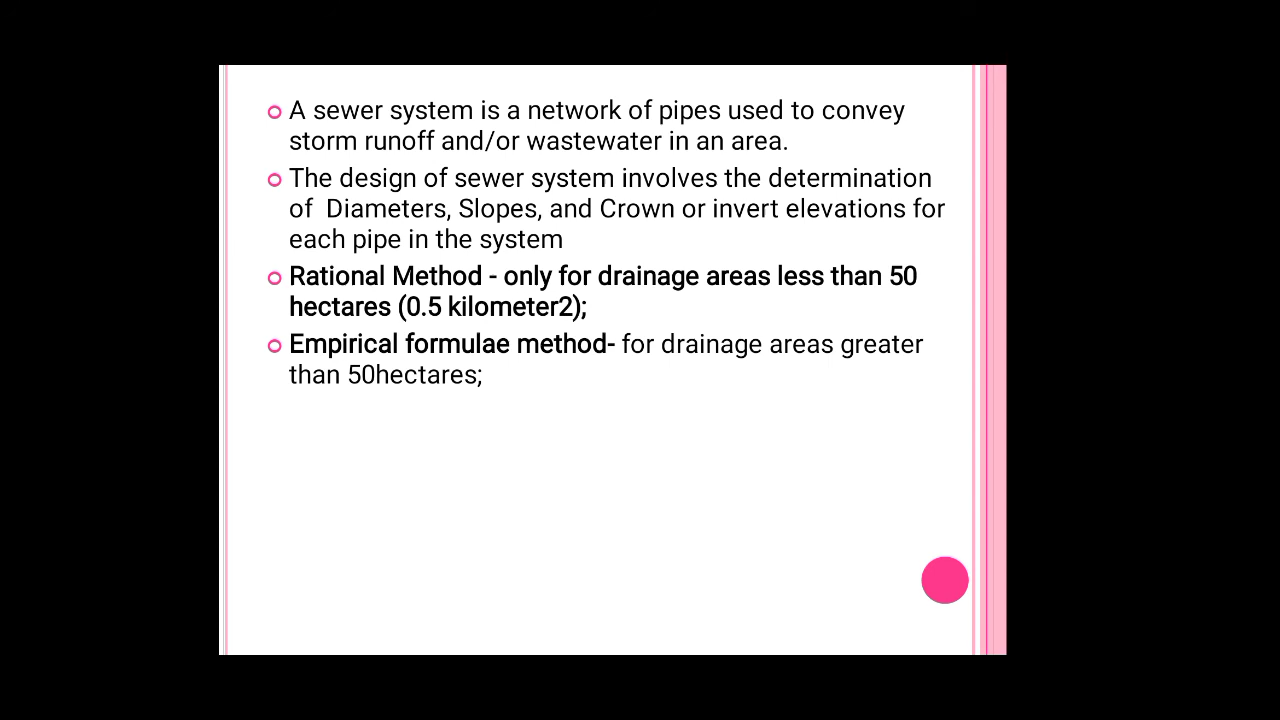 A sewer system is a network of pipes used to convey
storm runoff and/or wastewater in an area.
The design of sewer system involves the determination
of  Diameters, Slopes, and Crown or invert elevations for
each pipe in the system
Rational Method - only for drainage areas less than 50
hectares (0.5 kilometer2);
Empirical formulae method- for drainage areas greater
than 50hectares;